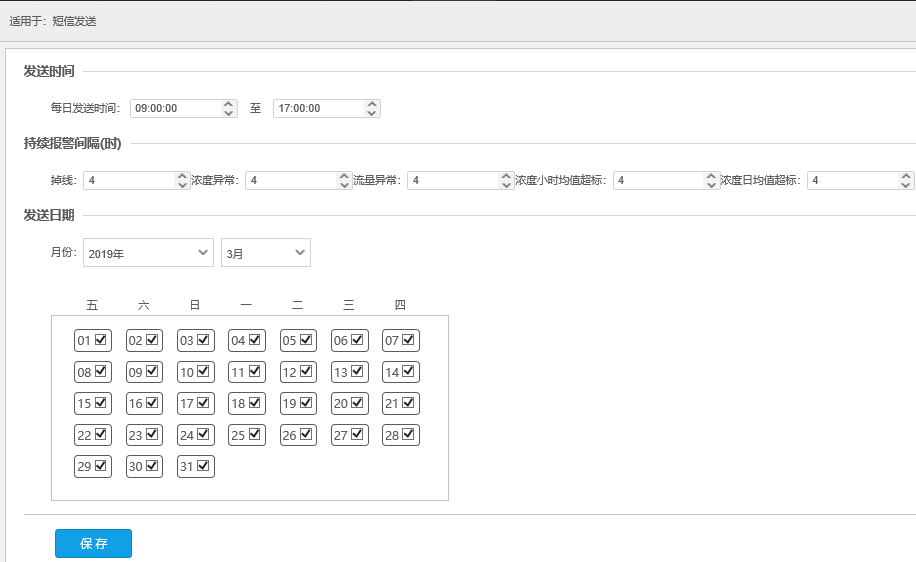 适用于：短信发送
发送时间
每日发送时间： 09:00:00 至 17:00:00
持续报警间隔(时)
掉线： 4 浓度异常： 4 流量异常： 4 浓度小时均值超标： 4 浓度日均值超标： 4
发送日期
月份： 2019年 3月
五 六 日 一 二 三 四
01 02 03 04 05 06 07
08 09 10 11 12 13 14
15 16 17 18 19 20 21
22 23 24 25 26 27 28
29 30 31
保存